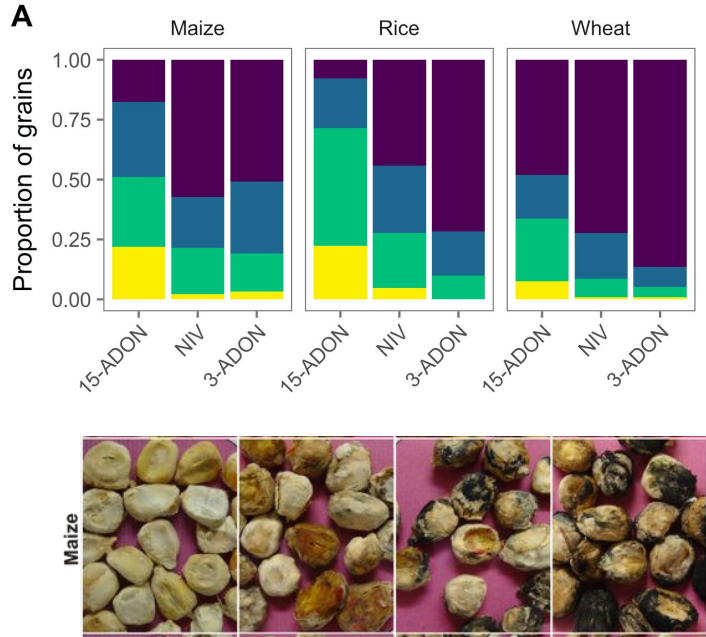 A
Maize Rice Wheat
Proportion of grains
1.00
0.75
0.50
0.25
0.00
15-ADON NIV 3-ADON 15-ADON NIV 3-ADON 15-ADON NIV 3-ADON
Maize